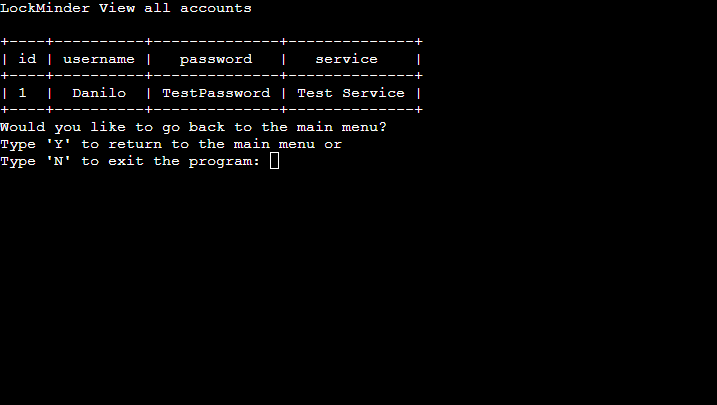 LockMinder View all accounts
+----+----------+--------------+--------------+
| id | username |   password   |   service    |
+----+----------+--------------+--------------+
| 1  |  Danilo  | TestPassword | Test Service |
+----+----------+--------------+--------------+
Would you like to go back to the main menu?
Type 'Y' to return to the main menu or
Type 'N' to exit the program: